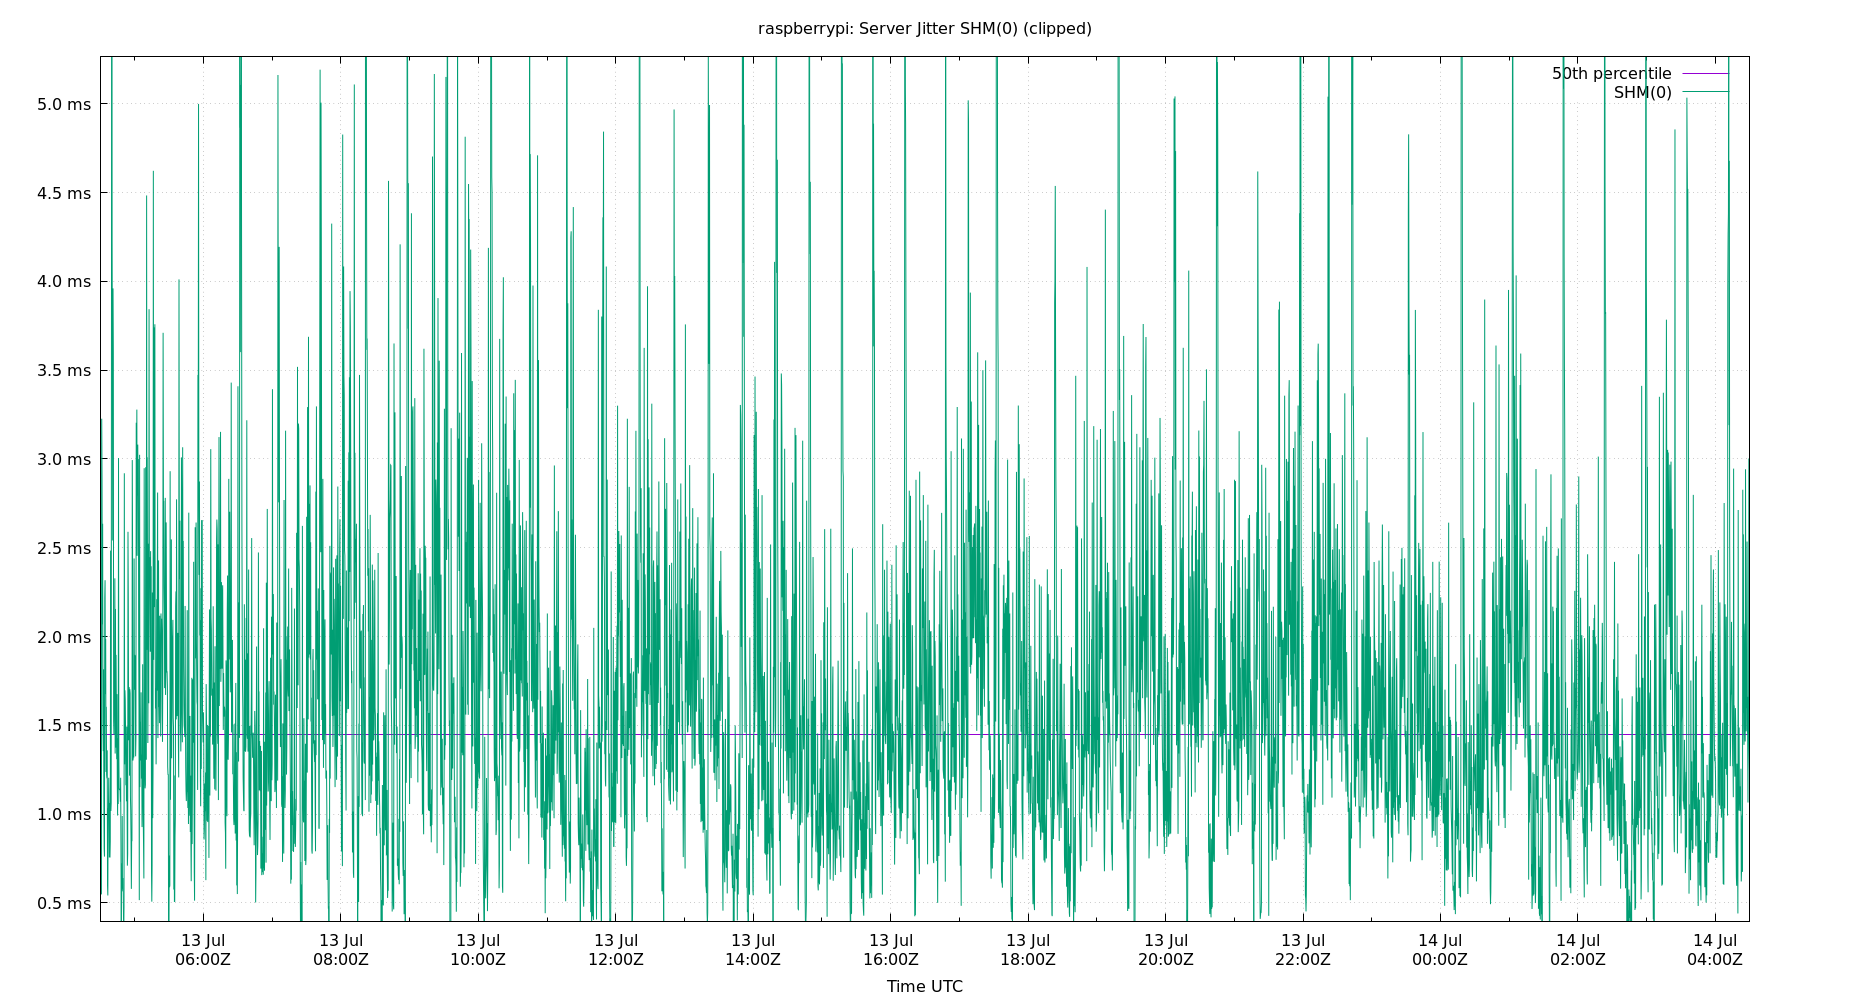 raspberrypi: Server Jitter SHM(0) (clipped)
50th percentile
SHM(0)
5.0 ms
4.5 ms
4.0 ms
3.5 ms
3.0 ms
2.5 ms
2.0 ms
1.5 ms
1.0 ms
0.5 ms
13 Jul 13 Jul 13 Jul 13 Jul 13 Jul 13 Jul 13 Jul 13 Jul 13 Jul 14 Jul 14 Jul 14 Jul
06:00Z 08:00Z 10:00Z 12:00Z 14:00Z 16:00Z 18:00Z 20:00Z 22:00Z 00:00Z 02:00Z 04:00Z
Time UTC